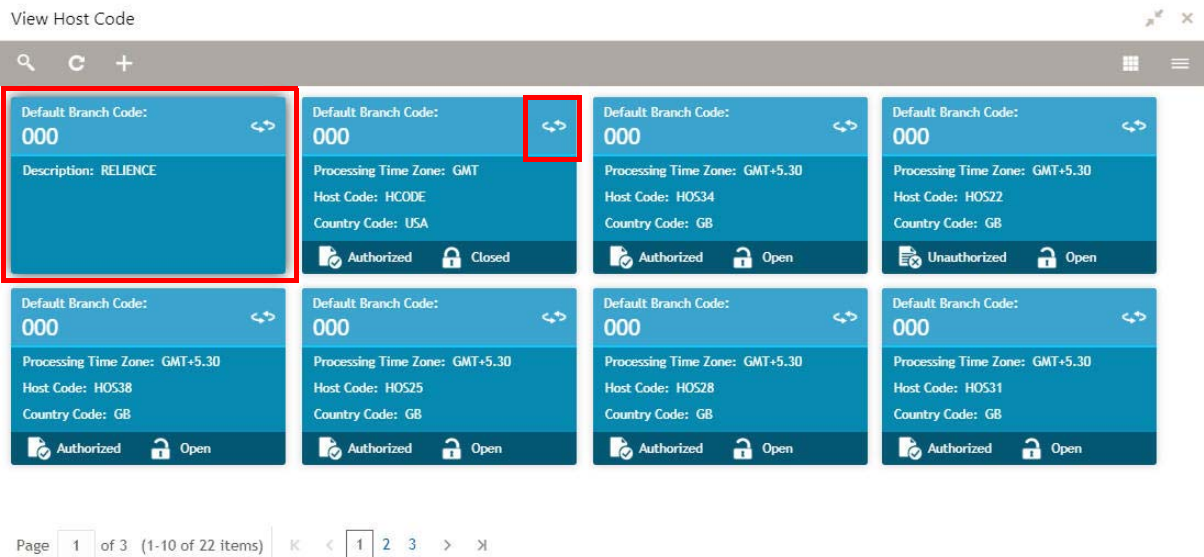 View Host Code
Default Branch Code:
000
Description: RELIENCE
Default Branch Code:
000
Processing Time Zone: GMT
Host Code: HCODE
Country Code: USA
Authorized Closed
Default Branch Code:
000
Processing Time Zone: GMT+5.30
Host Code: HOS34
Country Code: GB
Authorized Open
Default Branch Code:
000
Processing Time Zone: GMT+5.30
Host Code: HOS22
Country Code: GB
Unauthorized Open
Default Branch Code:
000
Processing Time Zone: GMT+5.30
Host Code: HOS38
Country Code: GB
Authorized Open
Default Branch Code:
000
Processing Time Zone: GMT+5.30
Host Code: HOS25
Country Code: GB
Authorized Open
Default Branch Code:
000
Processing Time Zone: GMT+5.30
Host Code: HOS28
Country Code: GB
Authorized Open
Default Branch Code:
000
Processing Time Zone: GMT+5.30
Host Code: HOS31
Country Code: GB
Authorized Open
Page 1 of 3 (1-10 of 22 items) 1 2 3